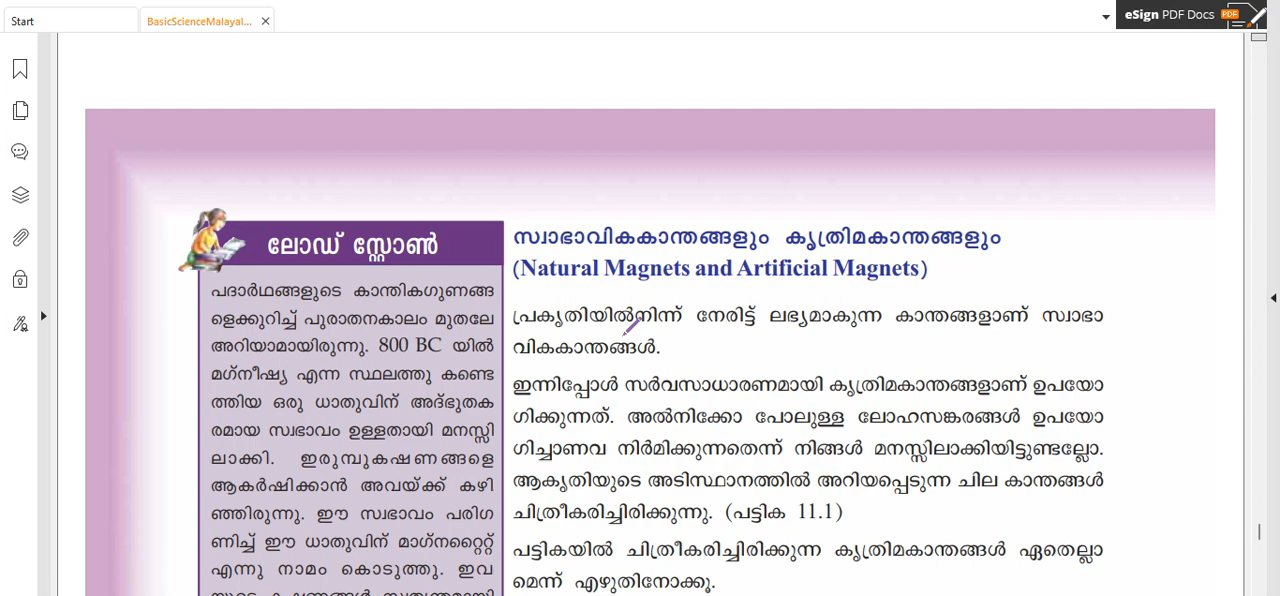 Start
BasicScienceMalayal...
eSign PDF Docs
PDF
ലോഡ് സ്റ്റോൺ
പദാർഥങ്ങളുടെ കാന്തികഗുണങ്ങ
ളെക്കുറിച്ച് പുരാതനകാലം മുതലേ
അറിയാമായിരുന്നു. 800 BC യിൽ
മഗ്‌നീഷ്യ എന്ന സ്ഥലത്തു കണ്ടെ
ത്തിയ ഒരു ധാതുവിന് അദ്ഭുതക
രമായ സ്വഭാവം ഉള്ളതായി മനസ്സി
ലാക്കി. ഇരുമ്പുകഷണങ്ങളെ
ആകർഷിക്കാൻ അവയ്ക്ക് കഴി
ഞ്ഞിരുന്നു. ഈ സ്വഭാവം പരിഗ
ണിച്ച് ഈ ധാതുവിന് മാഗ്നറ്റൈറ്റ്
എന്നു നാമം കൊടുത്തു. ഇവ
സ്വാഭാവികകാന്തങ്ങളും കൃത്രിമകാന്തങ്ങളും
(Natural Magnets and Artificial Magnets)
പ്രകൃതിയിൽനിന്ന് നേരിട്ട് ലഭ്യമാകുന്ന കാന്തങ്ങളാണ് സ്വാഭാ
വികകാന്തങ്ങൾ.
ഇന്നിപ്പോൾ സർവസാധാരണമായി കൃത്രിമകാന്തങ്ങളാണ് ഉപയോ
ഗിക്കുന്നത്. അൽനിക്കോ പോലുള്ള ലോഹസങ്കരങ്ങൾ ഉപയോ
ഗിച്ചാണവ നിർമിക്കുന്നതെന്ന് നിങ്ങൾ മനസ്സിലാക്കിയിട്ടുണ്ടല്ലോ.
ആകൃതിയുടെ അടിസ്ഥാനത്തിൽ അറിയപ്പെടുന്ന ചില കാന്തങ്ങൾ
ചിത്രീകരിച്ചിരിക്കുന്നു. (പട്ടിക 11.1)
പട്ടികയിൽ ചിത്രീകരിച്ചിരിക്കുന്ന കൃത്രിമകാന്തങ്ങൾ ഏതെല്ലാ
മെന്ന് എഴുതിനോക്കൂ.